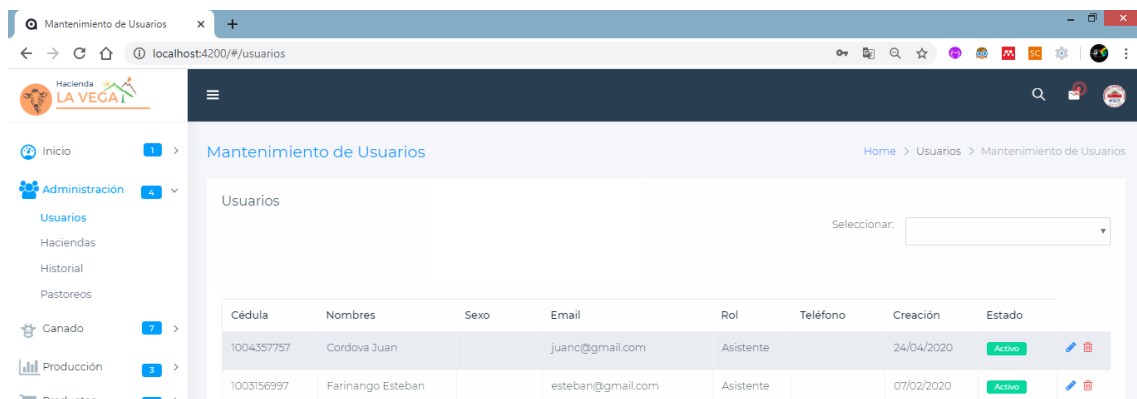 Mantenimiento de Usuarios
localhost:4200/#/usuarios
SC
Hacienda
LA VEGA
Inicio 1
Mantenimiento de Usuarios
Home > Usuarios > Mantenimiento de Usuarios
Administración 4
Usuarios
Haciendas
Historial
Pastoreos
Ganado 7
Producción 3
Productos
Usuarios
Seleccionar:
Cédula Nombres Sexo Email Rol Teléfono Creación Estado
1004357757 Cordova Juan juanc@gmail.com Asistente 24/04/2020 Activo
1003156997 Farinango Esteban esteban@gmail.com Asistente 07/02/2020 Activo